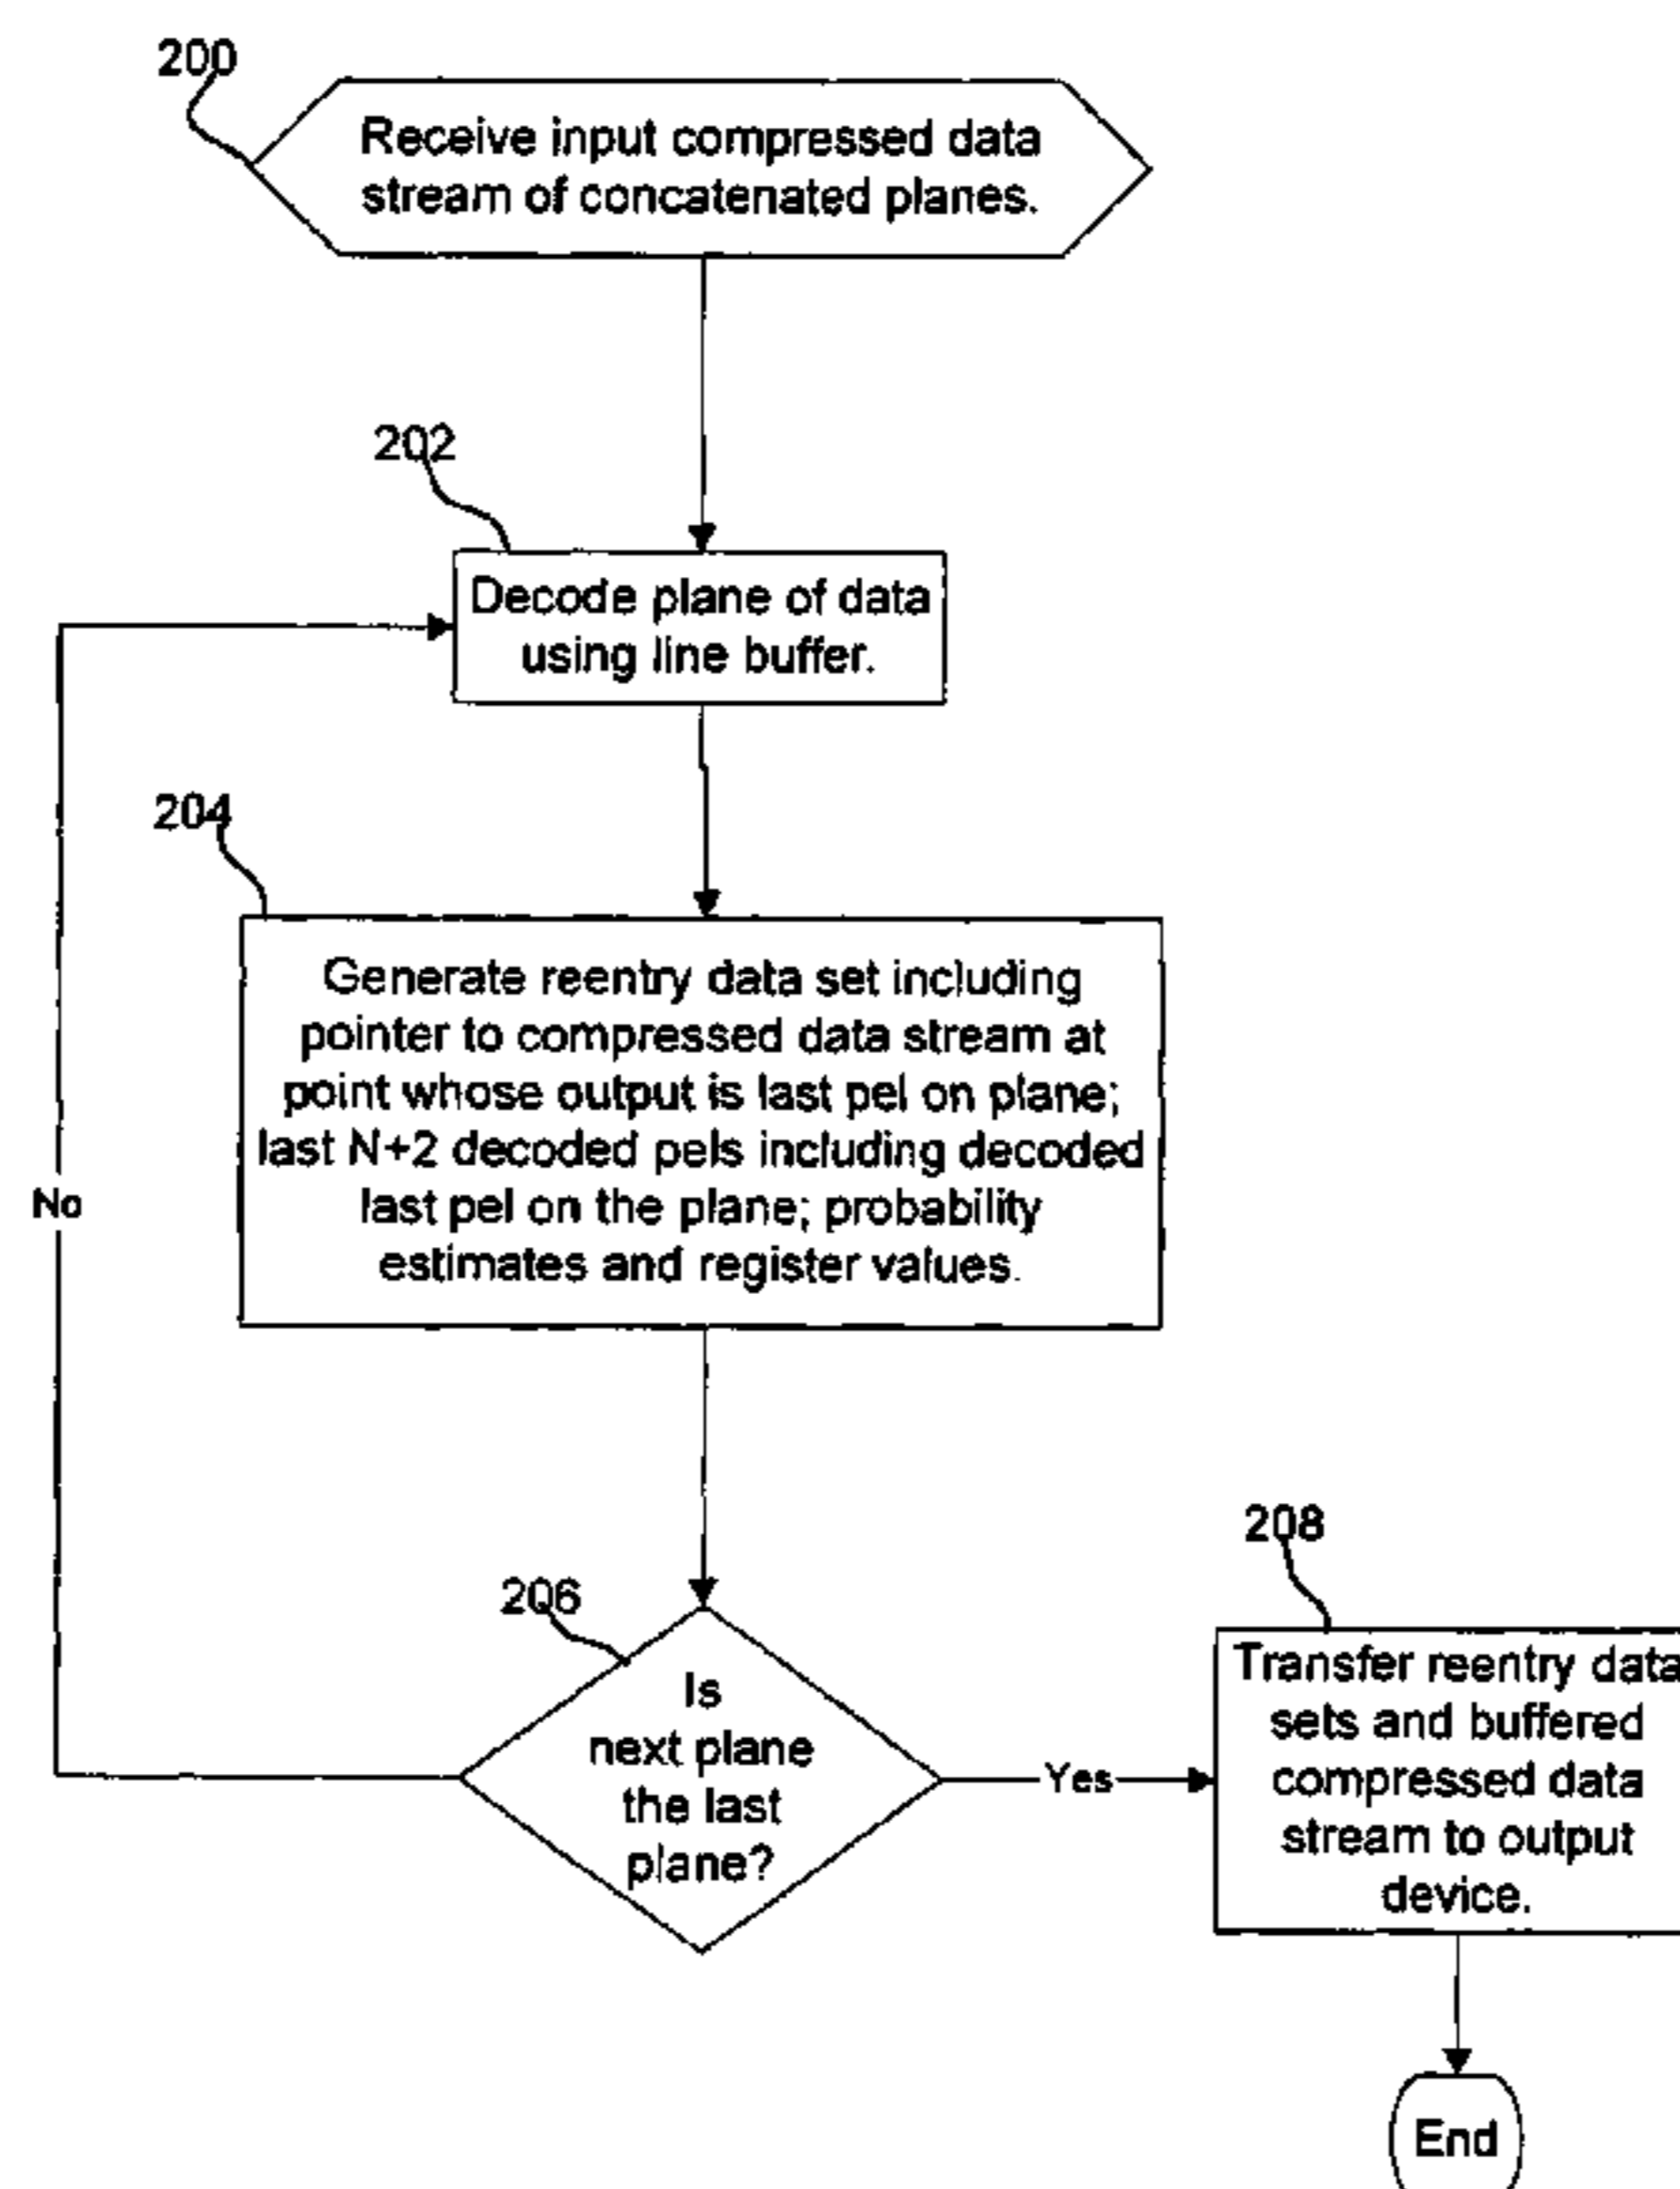 200
Receive input compressed data
stream of concatenated planes.
202
Decode plane of data
using line buffer.
204
Generate reentry data set including
pointer to compressed data stream at
point whose output is last pel on plane;
last N+2 decoded pels including decoded
last pel on the plane; probability
estimates and register values.
No
206
Is
next plane
the last
plane?
Yes
208
Transfer reentry data
sets and buffered
compressed data
stream to output
device.
End